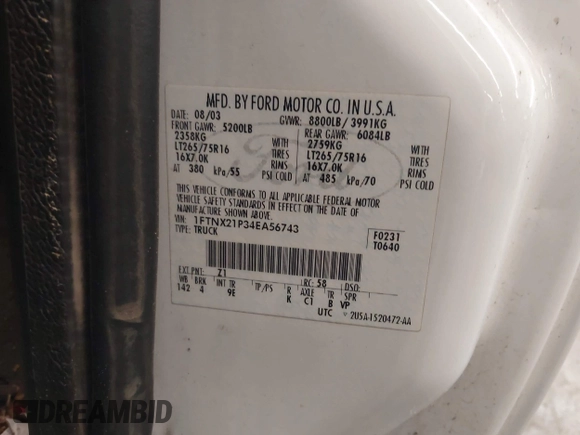 MFD. BY FORD MOTOR CO. IN U.S.A.
DATE: 08/03 GVWR: 8800LB/ 3991KG
FRONT GAWR: 5200LB REAR GAWR: 6084LB
2358KG WITH 2759KG WITH
LT265/75R16 TIRES LT265/75R16 TIRES
16X7.0K RIMS 16X7.0K RIMS
AT 380 kPa/55 PSI COLD AT 485 kPa/70 PSI COLD
THIS VEHICLE CONFORMS TO ALL APPLICABLE FEDERAL MOTOR
VEHICLE SAFETY STANDARDS IN EFFECT ON THE DATE OF
MANUFACTURE SHOWN ABOVE.
VIN: 1FTNX21P34EA56743 F0231
TYPE: TRUCK T0640
EXT. PNT: Z1 RC: 58 DSO:
WB BRK INT TR TP/PS R AXLE TR SPR
142 4 9E K C1 B VP
UTC 2U5A-1520472-AA
Ford
DREAMBID